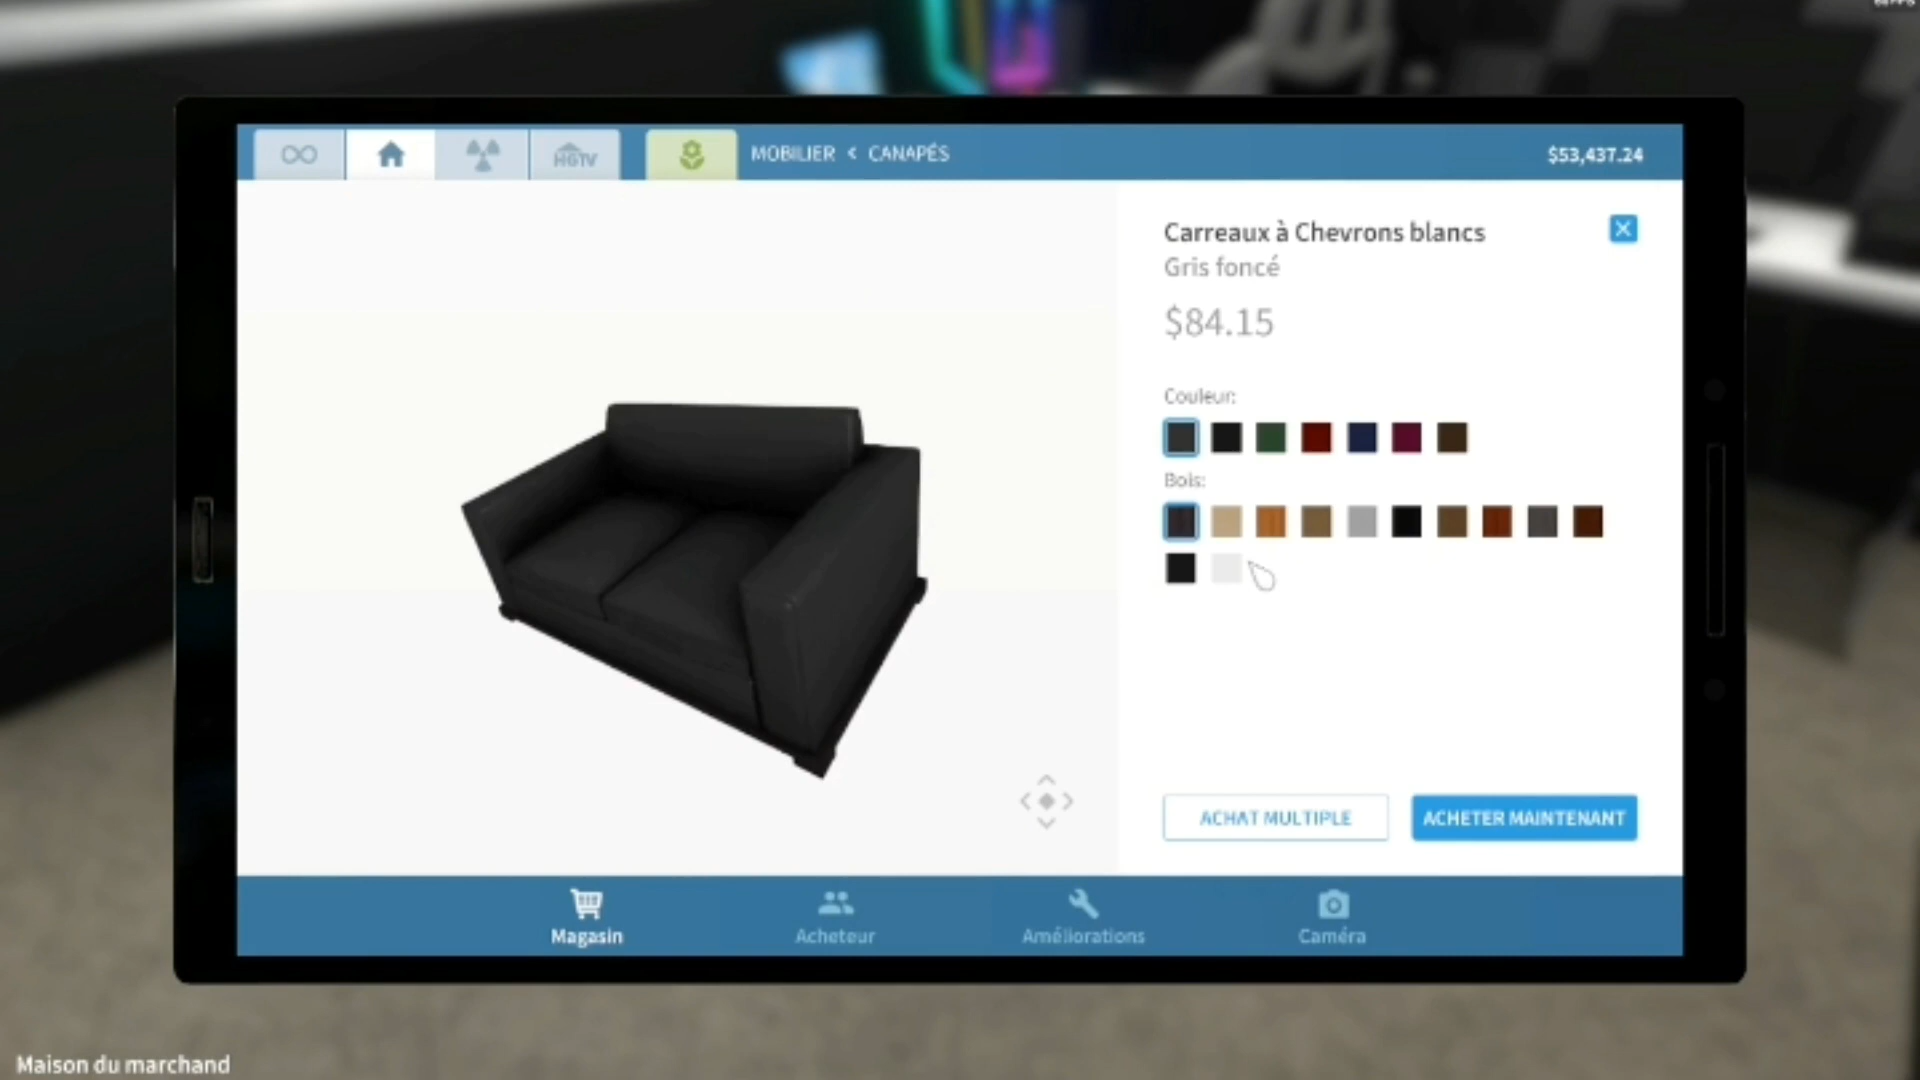 HGTV
MOBILIER < CANAPÉS
$53,437.24
Carreaux à Chevrons blancs
Gris foncé
$84.15
Couleur:
Bois:
ACHAT MULTIPLE
ACHETER MAINTENANT
Magasin
Acheteur
Améliorations
Caméra
Maison du marchand